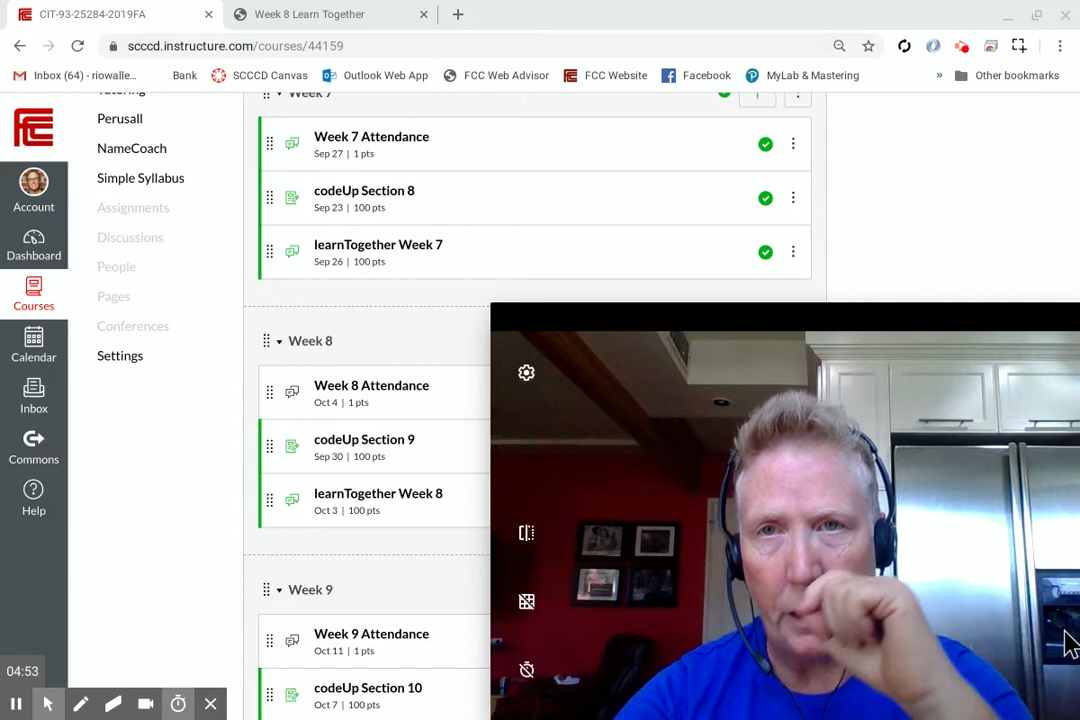 CIT-93-25284-2019FA
Week 8 Learn Together
scccd.instructure.com/courses/44159
Inbox (64) - riowalle...
Bank
SCCCD Canvas
Outlook Web App
FCC Web Advisor
FCC Website
Facebook
MyLab & Mastering
»
Other bookmarks
Tutoring
Perusall
NameCoach
Simple Syllabus
Assignments
Discussions
People
Pages
Conferences
Settings
Account
Dashboard
Courses
Calendar
Inbox
Commons
Help
Week 7
Week 7 Attendance
Sep 27 | 1 pts
codeUp Section 8
Sep 23 | 100 pts
learnTogether Week 7
Sep 26 | 100 pts
Week 8
Week 8 Attendance
Oct 4 | 1 pts
codeUp Section 9
Sep 30 | 100 pts
learnTogether Week 8
Oct 3 | 100 pts
Week 9
Week 9 Attendance
Oct 11 | 1 pts
codeUp Section 10
Oct 7 | 100 pts
04:53